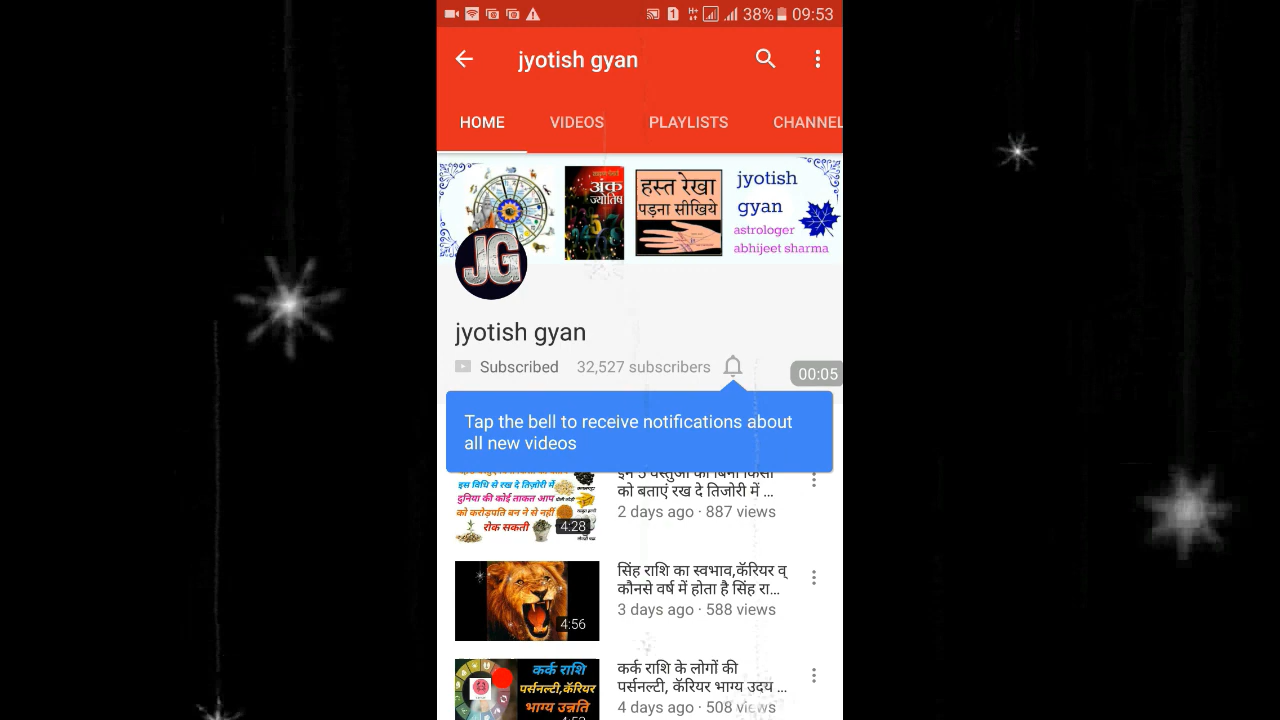 38% 09:53
jyotish gyan
HOME VIDEOS PLAYLISTS CHANNEL
अंक
ज्योतिष
हस्त रेखा
पड़ना सीखिये
jyotish
gyan
astrologer
abhijeet sharma
JG
jyotish gyan
Subscribed 32,527 subscribers
00:05
Tap the bell to receive notifications about
all new videos
इस विधि से रख दे तिज़ोरी में
दुनिया की कोई ताकत आप
को करोड़पति बन ने से नहीं
रोक सकती
4:28
इन 5 वस्तुओं को बिना किसी
को बताएं रख दे तिजोरी में ...
2 days ago · 887 views
4:56
सिंह राशि का स्वभाव,कॅरियर व्
कौनसे वर्ष में होता है सिंह रा...
3 days ago · 588 views
कर्क राशि
पर्सनल्टी,कॅरियर
भाग्य उन्नति
कर्क राशि के लोगों की
पर्सनल्टी, कॅरियर भाग्य उदय ...
4 days ago · 508 views